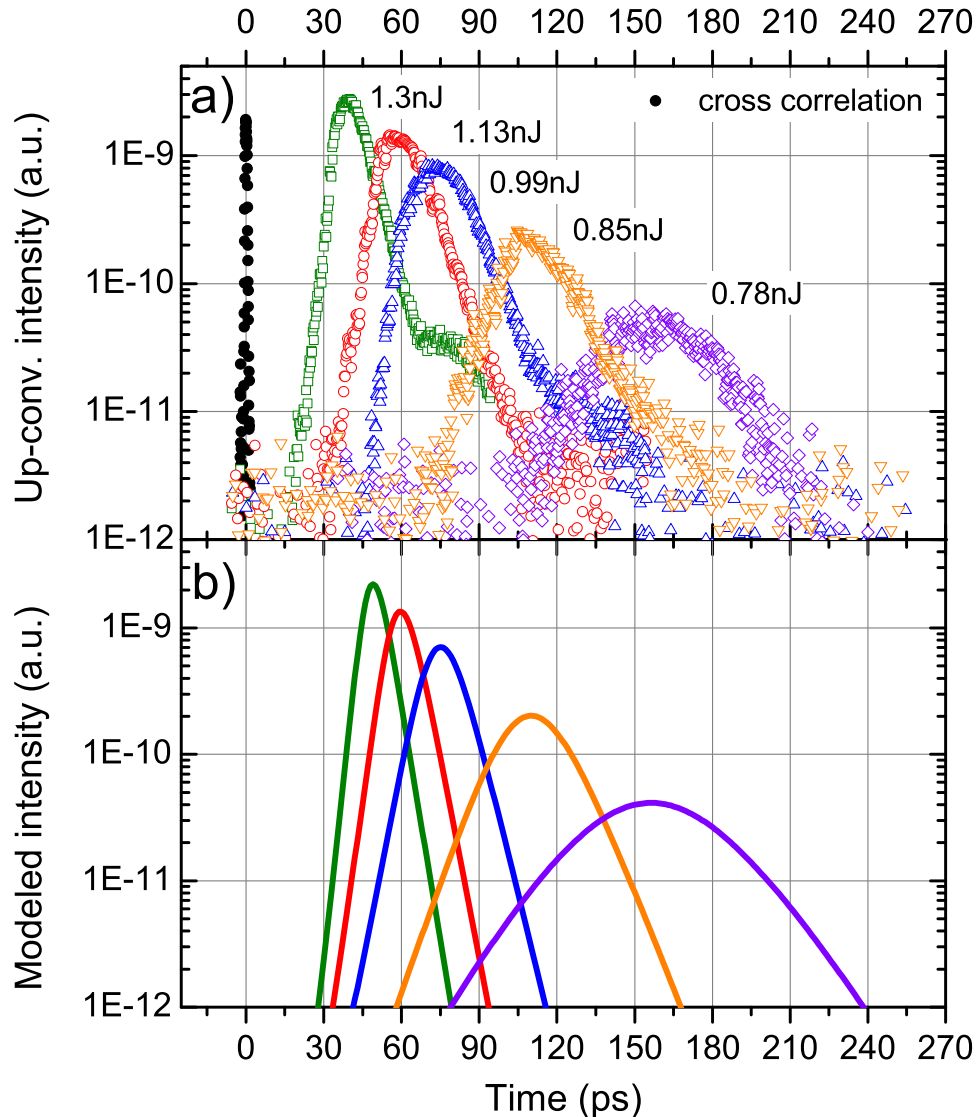 0 30 60 90 120 150 180 210 240 270
a)
1.3nJ
cross correlation
1.13nJ
0.99nJ
0.85nJ
0.78nJ
Up-conv. intensity (a.u.)
1E-9
1E-10
1E-11
1E-12
b)
Modeled intensity (a.u.)
1E-9
1E-10
1E-11
1E-12
0 30 60 90 120 150 180 210 240 270
Time (ps)